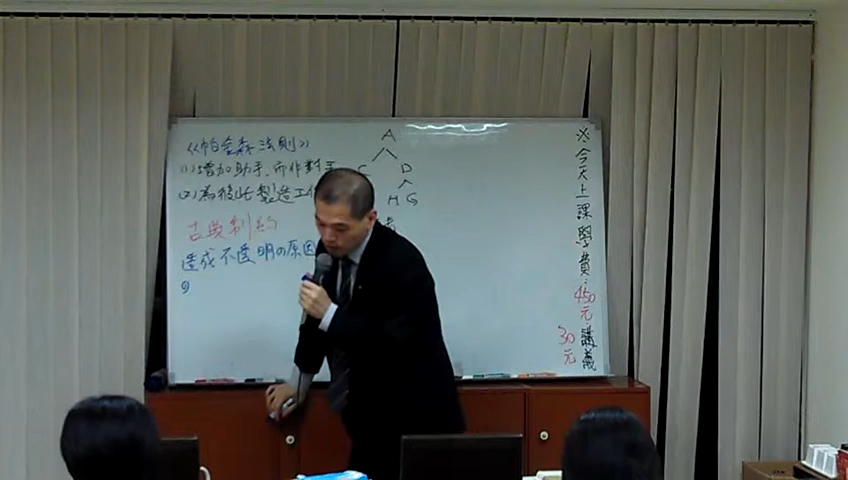 《帕金森法則》
(1)增加助手,而非對手
(2)為彼此製造工作
古典制約
造成不透明の原因
A
C D
H G
※今天上課學費:450元
講義30元